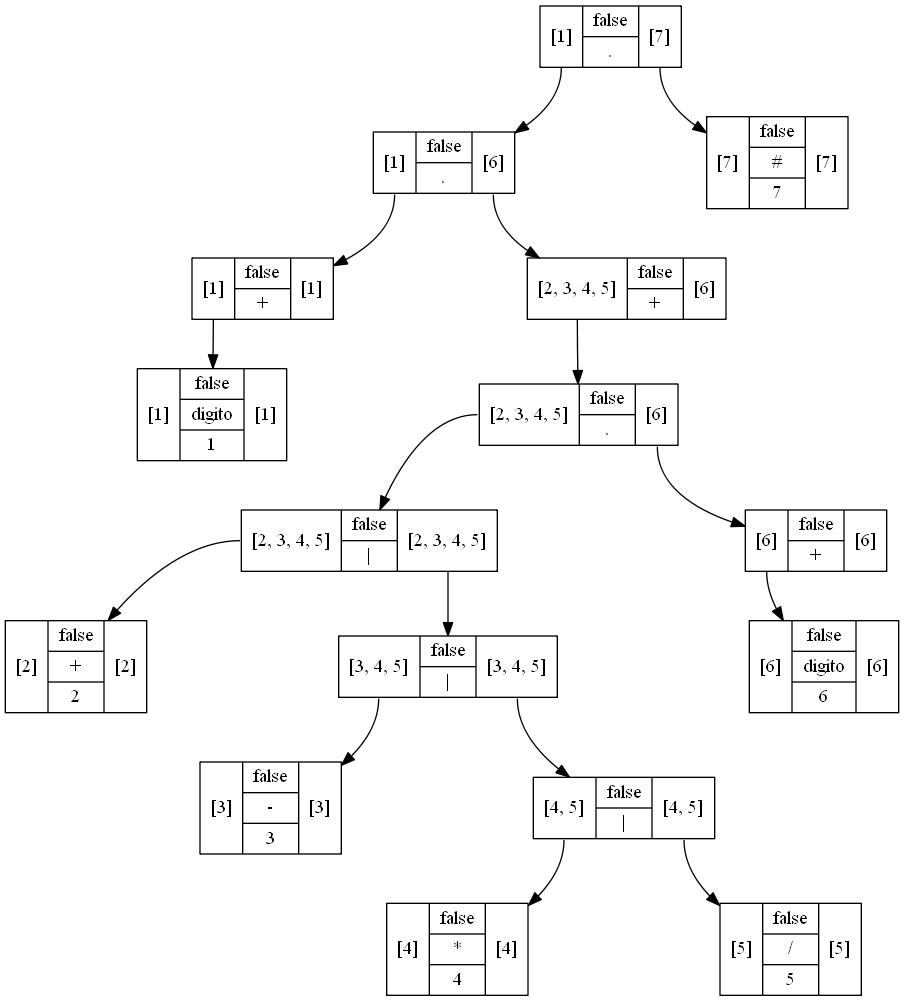 [1] false . [7]
[1] false . [6]
[7] false # 7 [7]
[1] false + [1]
[2, 3, 4, 5] false + [6]
[1] false digito 1 [1]
[2, 3, 4, 5] false . [6]
[2, 3, 4, 5] false | [2, 3, 4, 5]
[6] false + [6]
[2] false + 2 [2]
[3, 4, 5] false | [3, 4, 5]
[6] false digito 6 [6]
[3] false - 3 [3]
[4, 5] false | [4, 5]
[4] false * 4 [4]
[5] false / 5 [5]